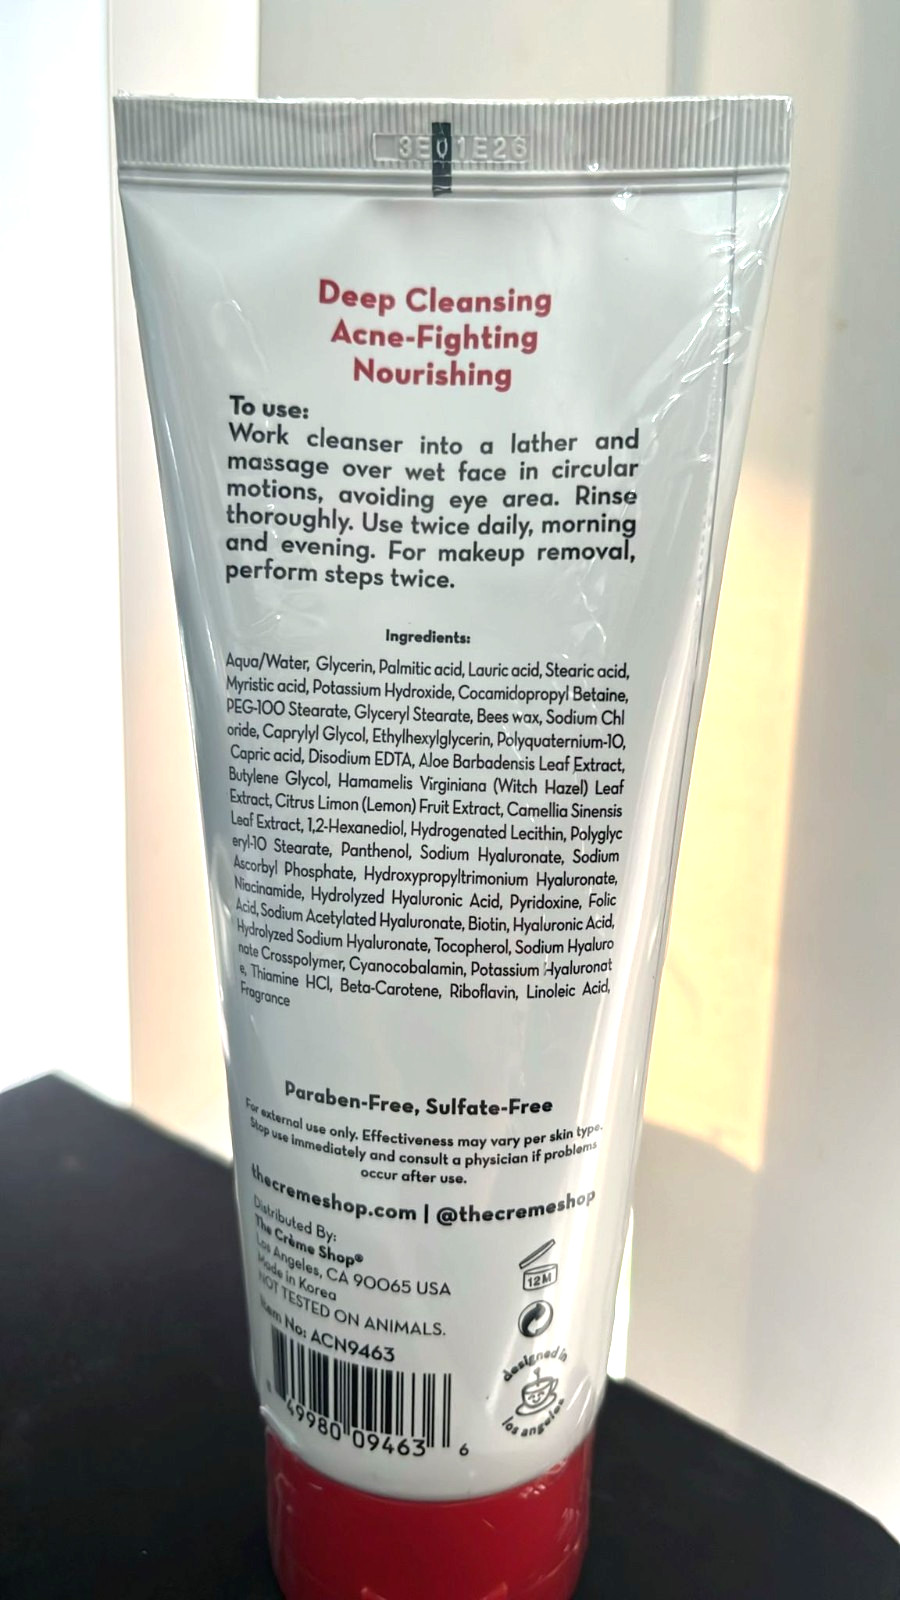 3E01E26
Deep Cleansing
Acne-Fighting
Nourishing
To use:
Work cleanser into a lather and
massage over wet face in circular
motions, avoiding eye area. Rinse
thoroughly. Use twice daily, morning
and evening. For makeup removal,
perform steps twice.
Ingredients:
Aqua/Water, Glycerin, Palmitic acid, Lauric acid, Stearic acid,
Myristic acid, Potassium Hydroxide, Cocamidopropyl Betaine,
PEG-100 Stearate, Glyceryl Stearate, Bees wax, Sodium Chl
oride, Caprylyl Glycol, Ethylhexylglycerin, Polyquaternium-10,
Capric acid, Disodium EDTA, Aloe Barbadensis Leaf Extract,
Butylene Glycol, Hamamelis Virginiana (Witch Hazel) Leaf
Extract, Citrus Limon (Lemon) Fruit Extract, Camellia Sinensis
Leaf Extract, 1,2-Hexanediol, Hydrogenated Lecithin, Polyglyc
eryl-10 Stearate, Panthenol, Sodium Hyaluronate, Sodium
Ascorbyl Phosphate, Hydroxypropyltrimonium Hyaluronate,
Niacinamide, Hydrolyzed Hyaluronic Acid, Pyridoxine, Folic
Acid, Sodium Acetylated Hyaluronate, Biotin, Hyaluronic Acid,
Hydrolyzed Sodium Hyaluronate, Tocopherol, Sodium Hyaluro
nate Crosspolymer, Cyanocobalamin, Potassium Hyaluronat
e, Thiamine HCl, Beta-Carotene, Riboflavin, Linoleic Acid,
Fragrance
Paraben-Free, Sulfate-Free
For external use only. Effectiveness may vary per skin type.
Stop use immediately and consult a physician if problems
occur after use.
thecremeshop.com | @thecremeshop
Distributed By:
The Crème Shop®
Los Angeles, CA 90065 USA
Made in Korea
NOT TESTED ON ANIMALS.
Item No: ACN9463
12M
designed in
los angeles
8 49980 09463 6